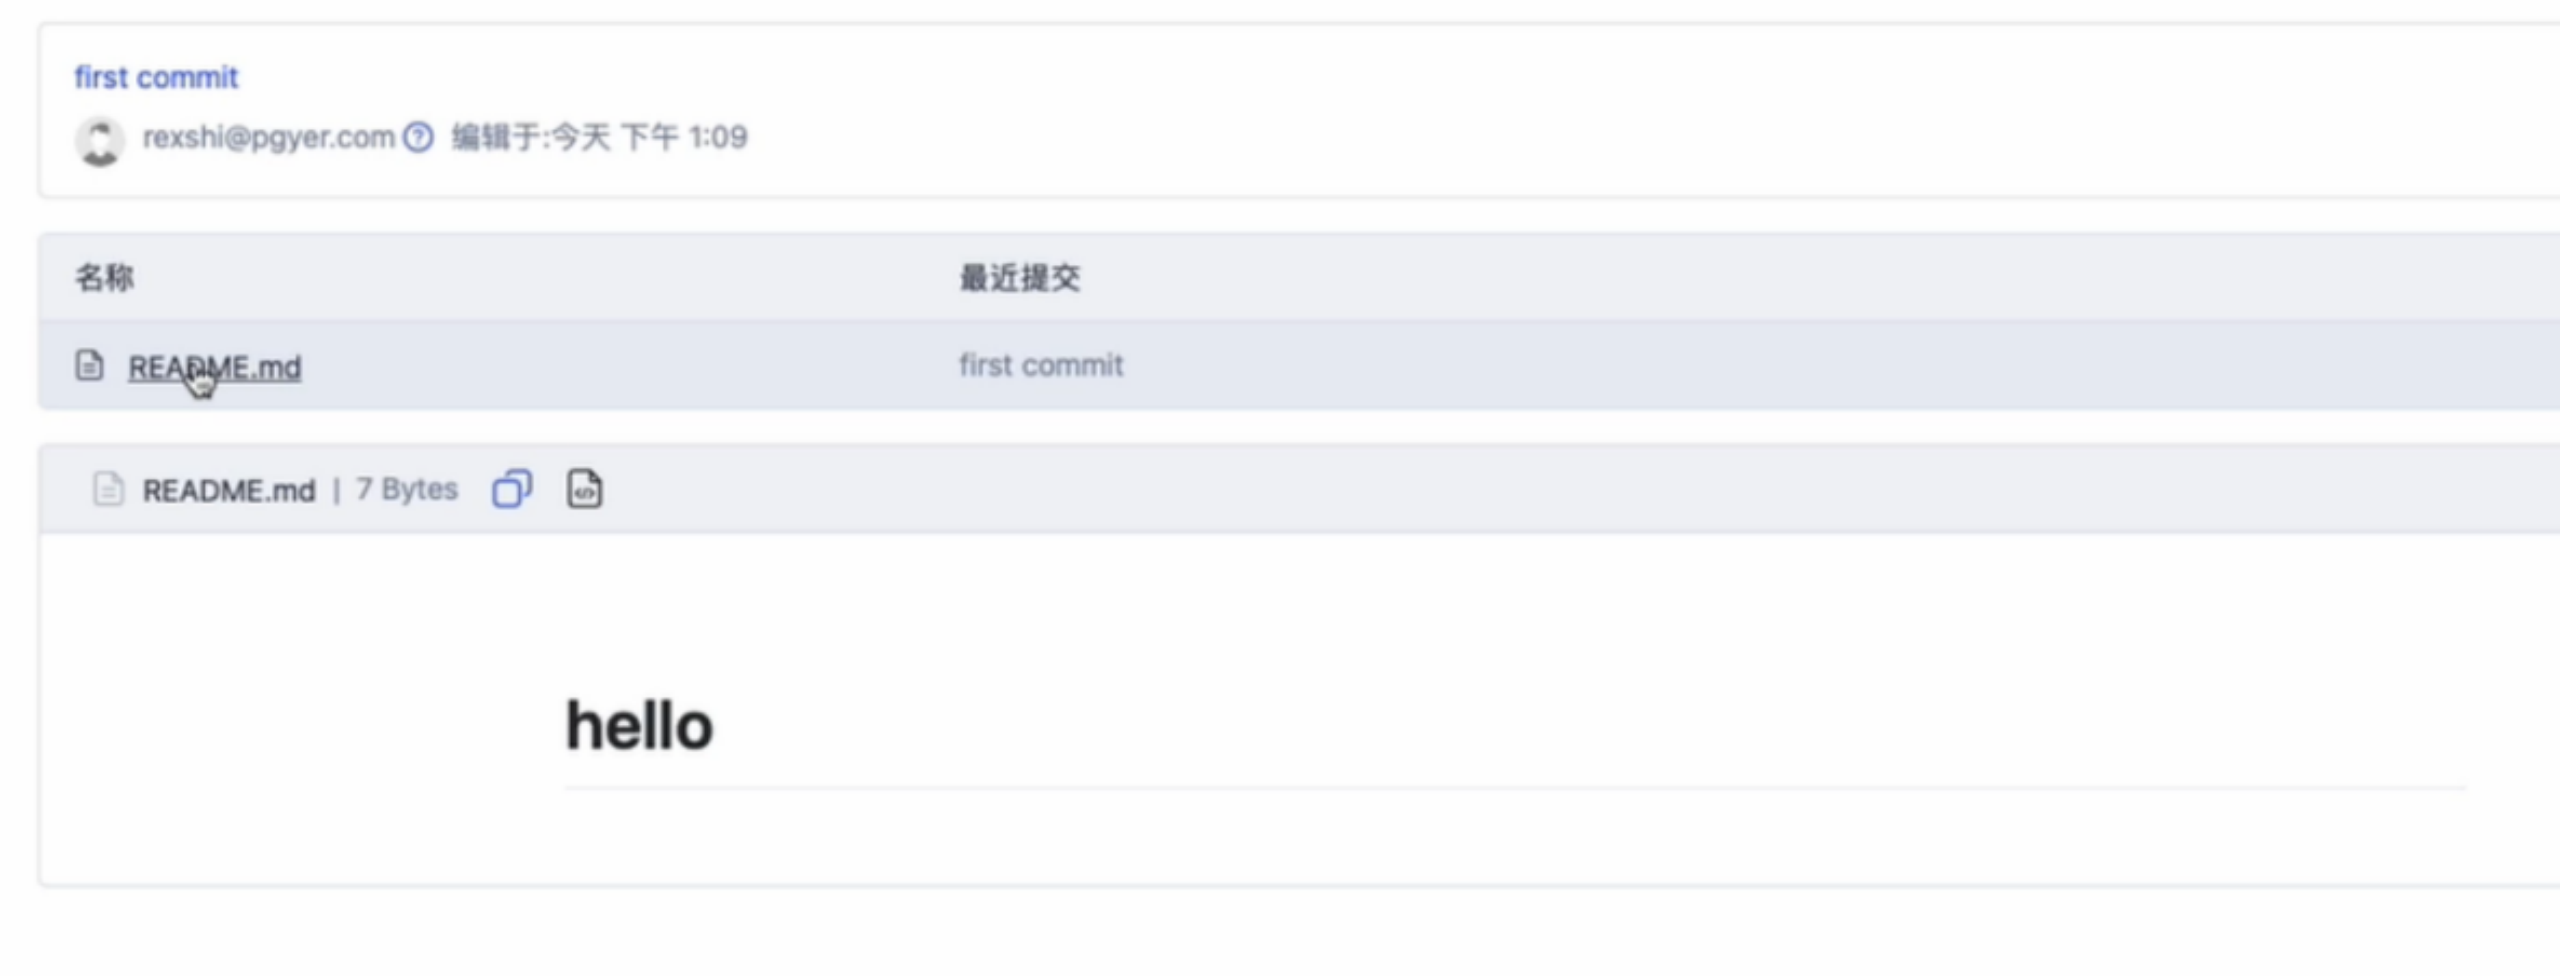 first commit
rexshi@pgyer.com ? 编辑于:今天 下午 1:09
名称 最近提交
README.md first commit
README.md | 7 Bytes
hello